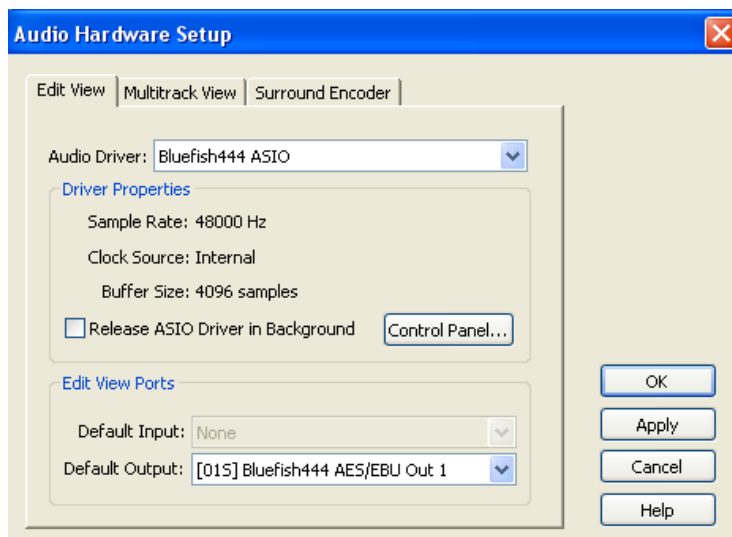 Audio Hardware Setup
Edit View
Multitrack View
Surround Encoder
Audio Driver: Bluefish444 ASIO
Driver Properties
Sample Rate: 48000 Hz
Clock Source: Internal
Buffer Size: 4096 samples
Release ASIO Driver in Background
Control Panel...
Edit View Ports
Default Input: None
Default Output: [01S] Bluefish444 AES/EBU Out 1
OK
Apply
Cancel
Help